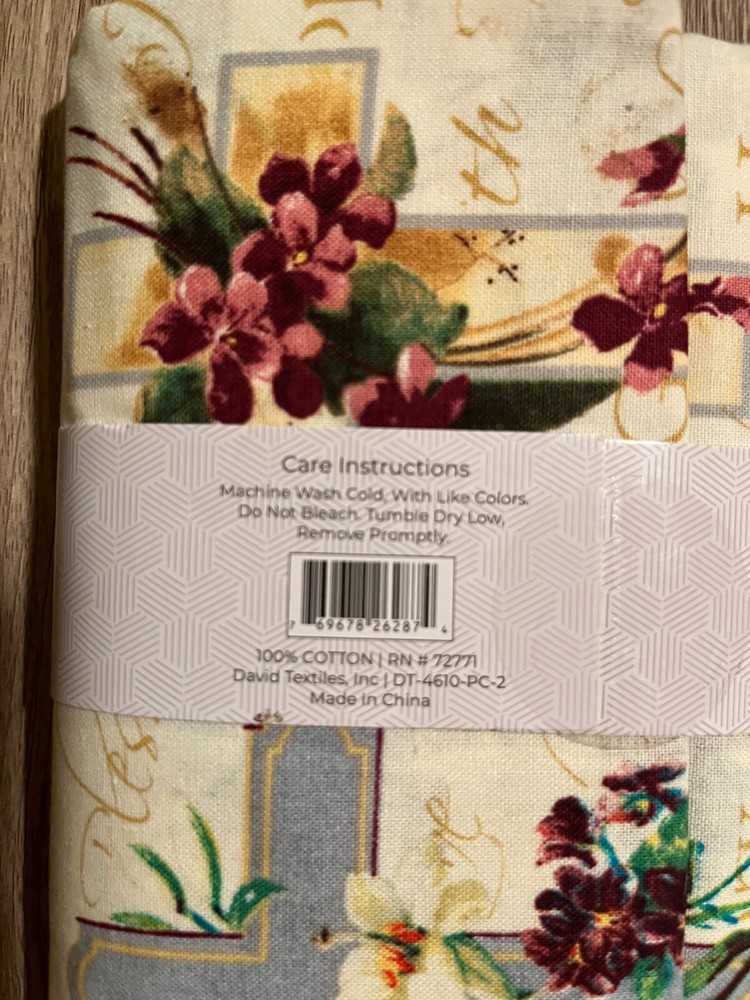 th
Care Instructions
Machine Wash Cold, With Like Colors.
Do Not Bleach. Tumble Dry Low,
Remove Promptly.
7 69678 26287 4
100% COTTON | RN # 72771
David Textiles, Inc | DT-4610-PC-2
Made In China